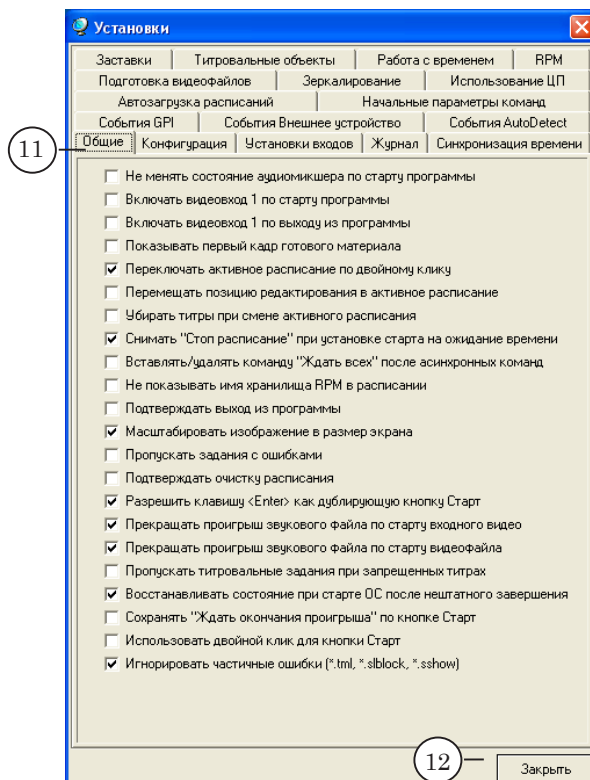 Установки
Заставки Титровальные объекты Работа с временем RPM
Подготовка видеофайлов Зеркалирование Использование ЦП
Автозагрузка расписаний Начальные параметры команд
События GPI События Внешнее устройство События AutoDetect
11 Общие Конфигурация Установки входов Журнал Синхронизация времени
Не менять состояние аудиомикшера по старту программы
Включать видеовход 1 по старту программы
Включать видеовход 1 по выходу из программы
Показывать первый кадр готового материала
Переключать активное расписание по двойному клику
Перемещать позицию редактирования в активное расписание
Убирать титры при смене активного расписания
Снимать "Стоп расписание" при установке старта на ожидание времени
Вставлять/удалять команду "Ждать всех" после асинхронных команд
Не показывать имя хранилища RPM в расписании
Подтверждать выход из программы
Масштабировать изображение в размер экрана
Пропускать задания с ошибками
Подтверждать очистку расписания
Разрешить клавишу <Enter> как дублирующую кнопку Старт
Прекращать проигрыш звукового файла по старту входного видео
Прекращать проигрыш звукового файла по старту видеофайла
Пропускать титровальные задания при запрещенных титрах
Восстанавливать состояние при старте ОС после нештатного завершения
Сохранять "Ждать окончания проигрыша" по кнопке Старт
Использовать двойной клик для кнопки Старт
Игнорировать частичные ошибки (*.tml, *.slblock, *.sshow)
12 Закрыть